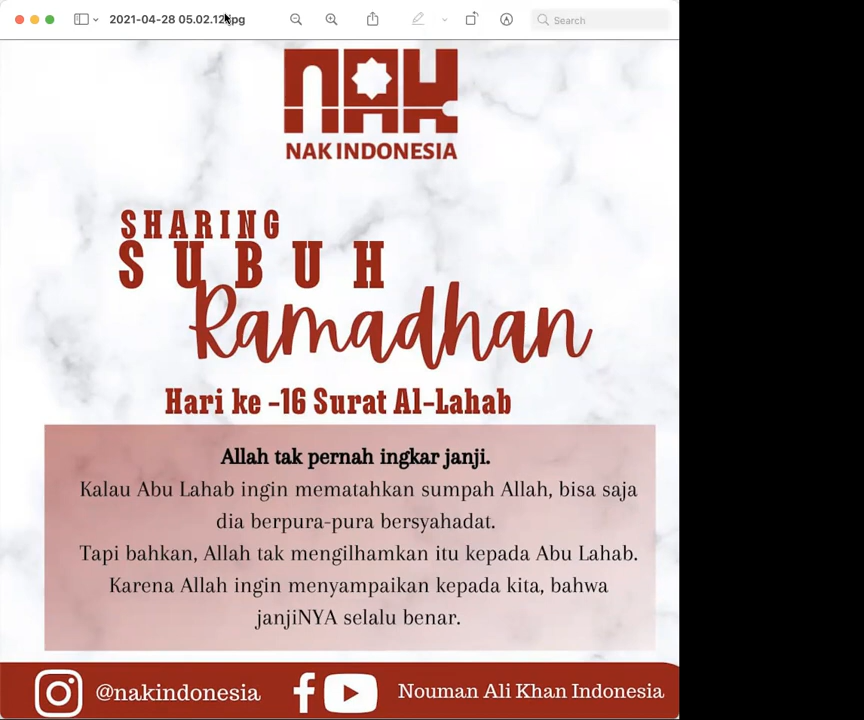 2021-04-28 05.02.12.jpg
Search
NAK
NAK INDONESIA
SHARING
SUBUH
Ramadhan
Hari ke -16 Surat Al-Lahab
Allah tak pernah ingkar janji.
Kalau Abu Lahab ingin mematahkan sumpah Allah, bisa saja
dia berpura-pura bersyahadat.
Tapi bahkan, Allah tak mengilhamkan itu kepada Abu Lahab.
Karena Allah ingin menyampaikan kepada kita, bahwa
janjiNYA selalu benar.
@nakindonesia
Nouman Ali Khan Indonesia